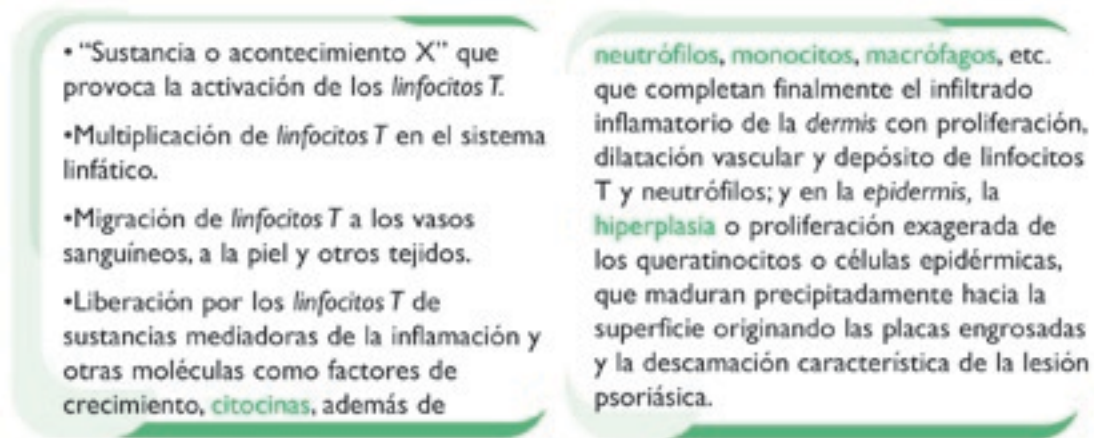 • “Sustancia o acontecimiento X” que
provoca la activación de los linfocitos T.
•Multiplicación de linfocitos T en el sistema
linfático.
•Migración de linfocitos T a los vasos
sanguíneos, a la piel y otros tejidos.
•Liberación por los linfocitos T de
sustancias mediadoras de la inflamación y
otras moléculas como factores de
crecimiento, citocinas, además de
neutrófilos, monocitos, macrófagos, etc.
que completan finalmente el infiltrado
inflamatorio de la dermis con proliferación,
dilatación vascular y depósito de linfocitos
T y neutrófilos; y en la epidermis, la
hiperplasia o proliferación exagerada de
los queratinocitos o células epidérmicas,
que maduran precipitadamente hacia la
superficie originando las placas engrosadas
y la descamación característica de la lesión
psoriásica.